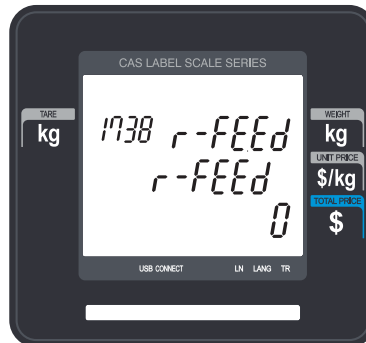 CAS LABEL SCALE SERIES
TARE
kg
1738 r-FEEd
r-FEEd
0
WEIGHT
kg
UNIT PRICE
$/kg
TOTAL PRICE
$
USB CONNECT LN LANG TR